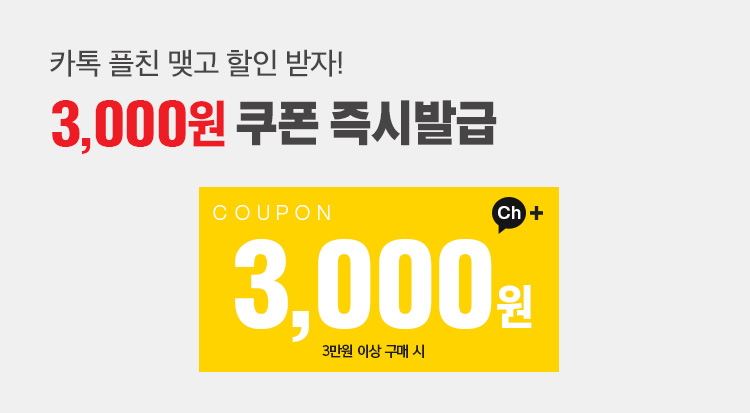 카톡 플친 맺고 할인 받자!
3,000원 쿠폰 즉시발급
COUPON
Ch+
3,000원
3만원 이상 구매 시